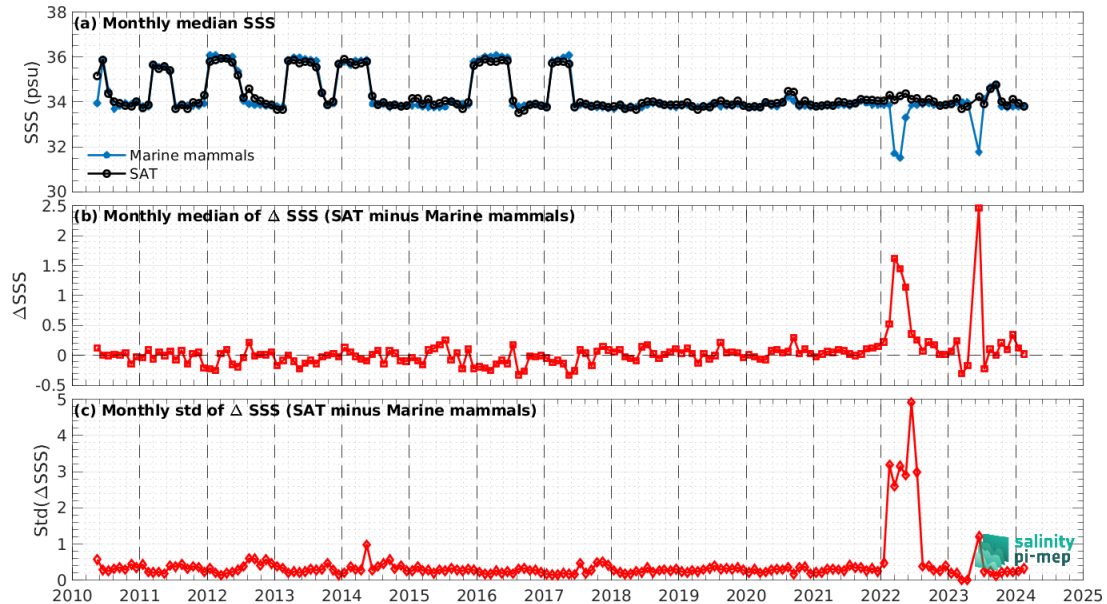 (a) Monthly median SSS
38
36
34
32
30
SSS (psu)
Marine mammals
SAT
(b) Monthly median of Δ SSS (SAT minus Marine mammals)
2.5
2
1.5
1
0.5
0
-0.5
ΔSSS
(c) Monthly std of Δ SSS (SAT minus Marine mammals)
5
4
3
2
1
0
Std(ΔSSS)
salinity
pi-mep
2010 2011 2012 2013 2014 2015 2016 2017 2018 2019 2020 2021 2022 2023 2024 2025